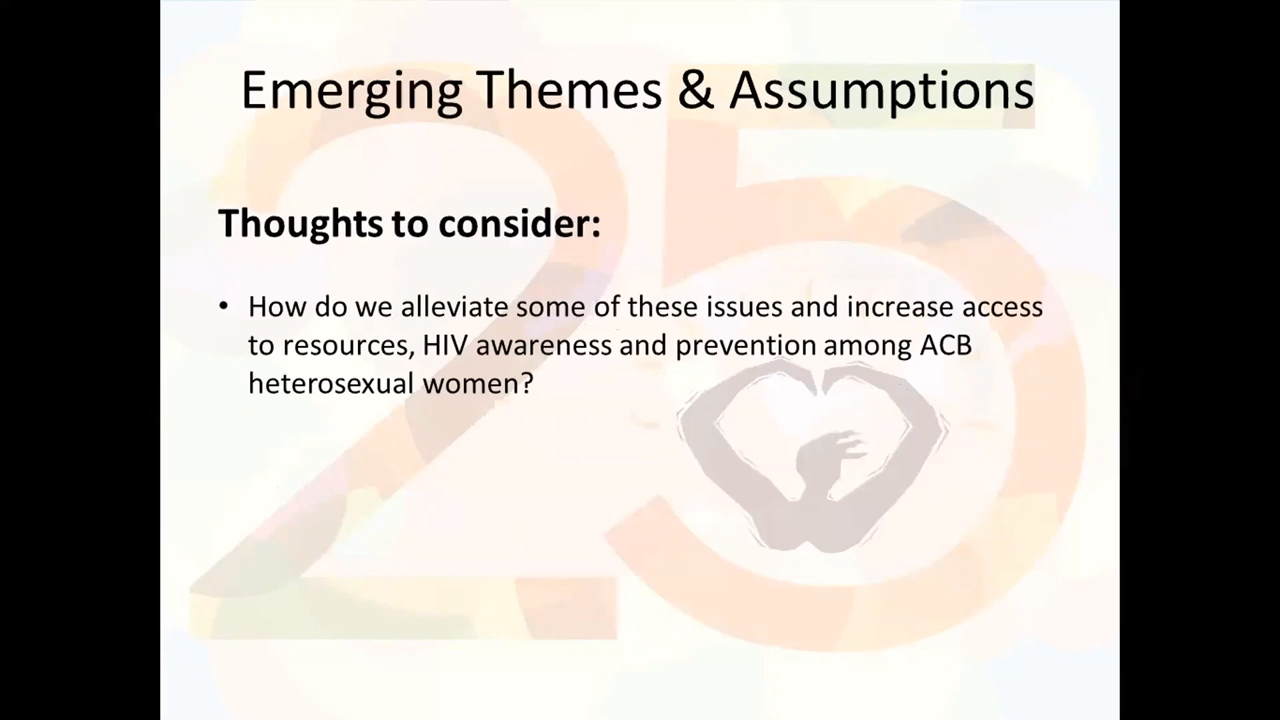 Emerging Themes & Assumptions
Thoughts to consider:
• How do we alleviate some of these issues and increase access
to resources, HIV awareness and prevention among ACB
heterosexual women?
25